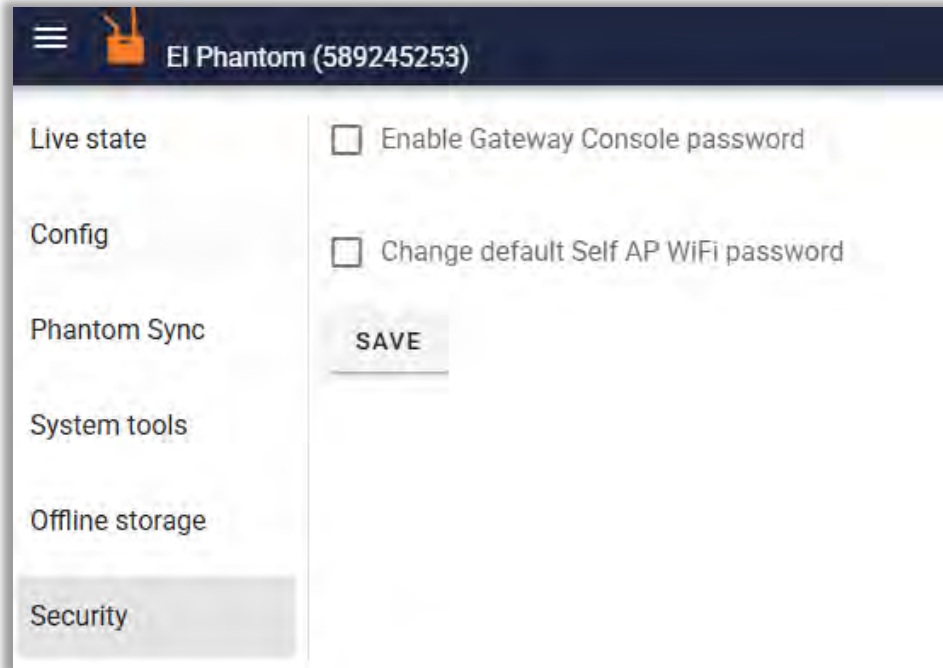 EI Phantom (589245253)
Live state
Config
Phantom Sync
System tools
Offline storage
Security
Enable Gateway Console password
Change default Self AP WiFi password
SAVE